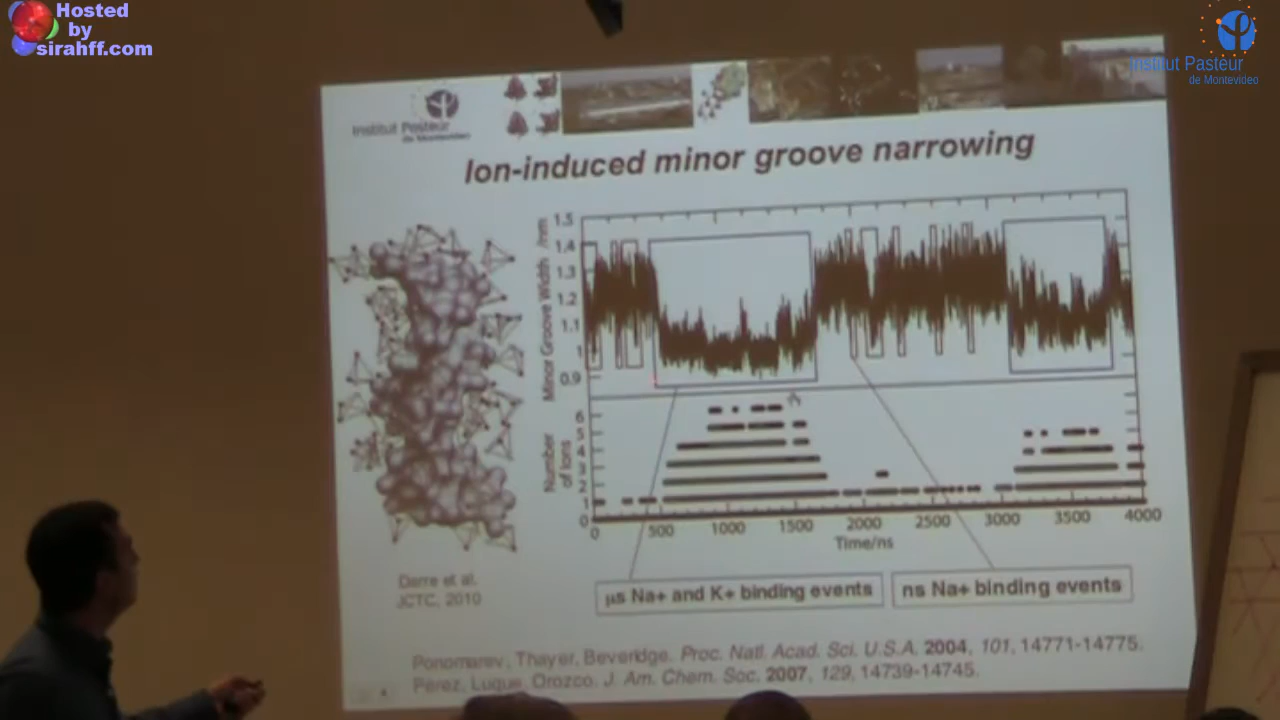 Hosted
by
sirahff.com
Institut Pasteur
de Montevideo
Institut Pasteur
de Montevideo
Ion-induced minor groove narrowing
Minor Groove Width /nm
1.5
1.4
1.3
1.2
1.1
1
0.9
Number
of Ions
6
5
4
3
2
1
0
0 500 1000 1500 2000 2500 3000 3500 4000
Time/ns
Darre et al.
JCTC, 2010
µs Na+ and K+ binding events
ns Na+ binding events
Ponomarev, Thayer, Beveridge. Proc. Natl. Acad. Sci. U.S.A. 2004, 101, 14771-14775.
Perez, Luque, Orozco. J. Am. Chem. Soc. 2007, 129, 14739-14745.